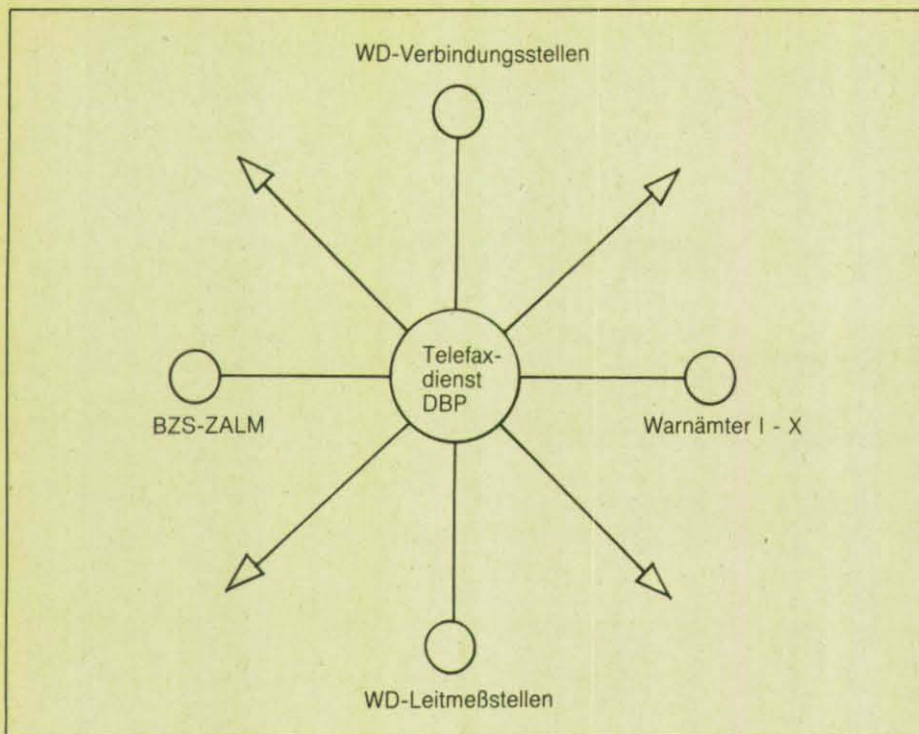 WD-Verbindungsstellen
Telefax-
dienst
DBP
BZS-ZALM
Warnämter I - X
WD-Leitmeßstellen